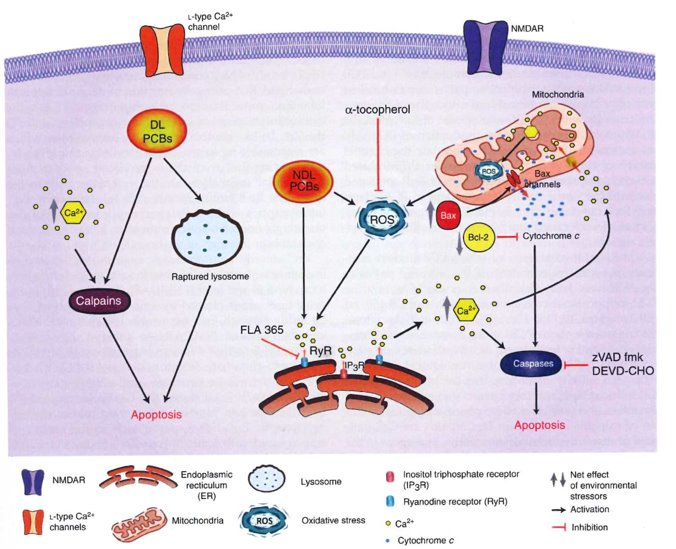 L-type Ca2+
channel
NMDAR
Mitochondria
α-tocopherol
DL
PCBs
NDL
PCBs
ROS
ROS
Bax
channels
Ca2+
Bax
Bcl-2
Cytochrome c
Raptured lysosome
Calpains
Ca2+
FLA 365
RyR
IP3R
Caspases
zVAD fmk
DEVD-CHO
Apoptosis
Apoptosis
NMDAR
Endoplasmic
reticulum
(ER)
Lysosome
Inositol triphosphate receptor
(IP3R)
Net effect
of environmental
stressors
L-type Ca2+
channels
Mitochondria
ROS
Oxidative stress
Ryanodine receptor (RyR)
Ca2+
Cytochrome c
Activation
Inhibition